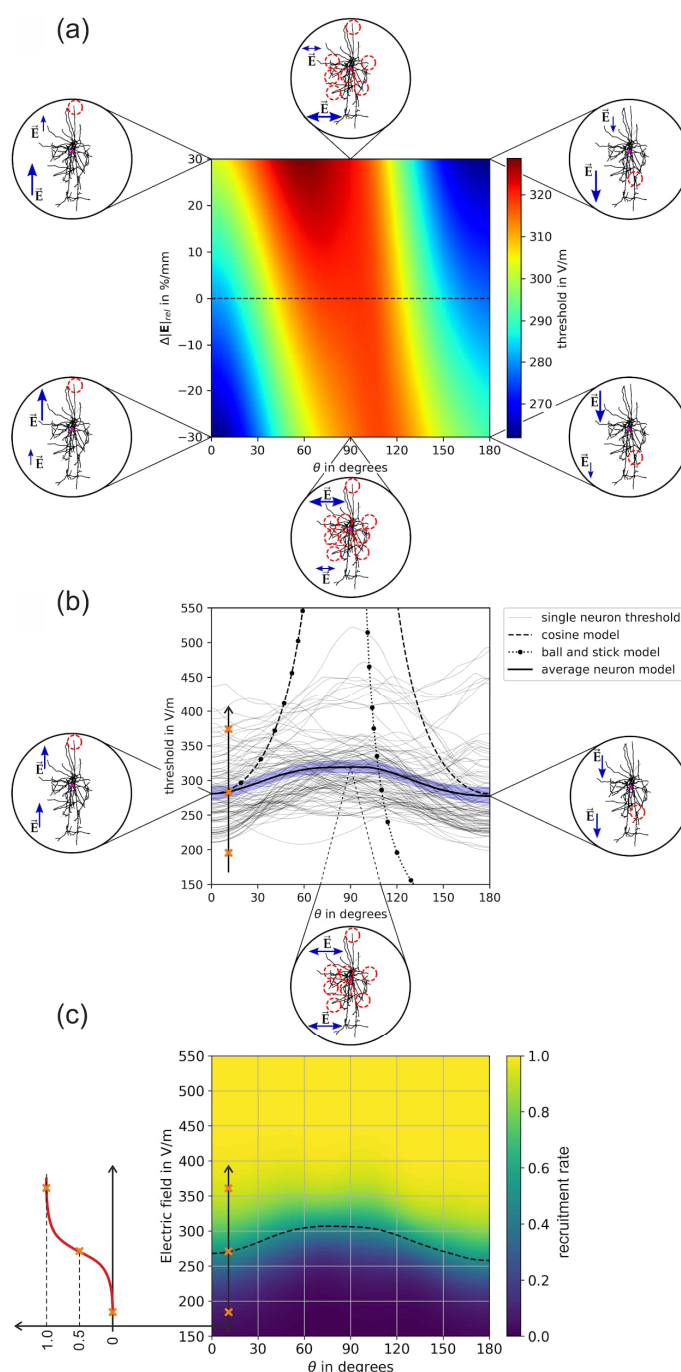 (a)
E⃗
E⃗
E⃗
E⃗
E⃗
E⃗
30
20
10
0
−10
−20
−30
Δ|E|rel in %/mm
0
30
60
90
120
150
180
θ in degrees
320
310
300
290
280
270
threshold in V/m
E⃗
E⃗
E⃗
E⃗
E⃗
(b)
550
500
450
400
350
300
250
200
150
threshold in V/m
0
30
60
90
120
150
180
θ in degrees
single neuron threshold
cosine model
ball and stick model
average neuron model
E⃗
E⃗
E⃗
E⃗
(c)
550
500
450
400
350
300
250
200
150
Electric field in V/m
0
30
60
90
120
150
180
θ in degrees
1.0
0.8
0.6
0.4
0.2
0.0
recruitment rate
1.0
0.5
0